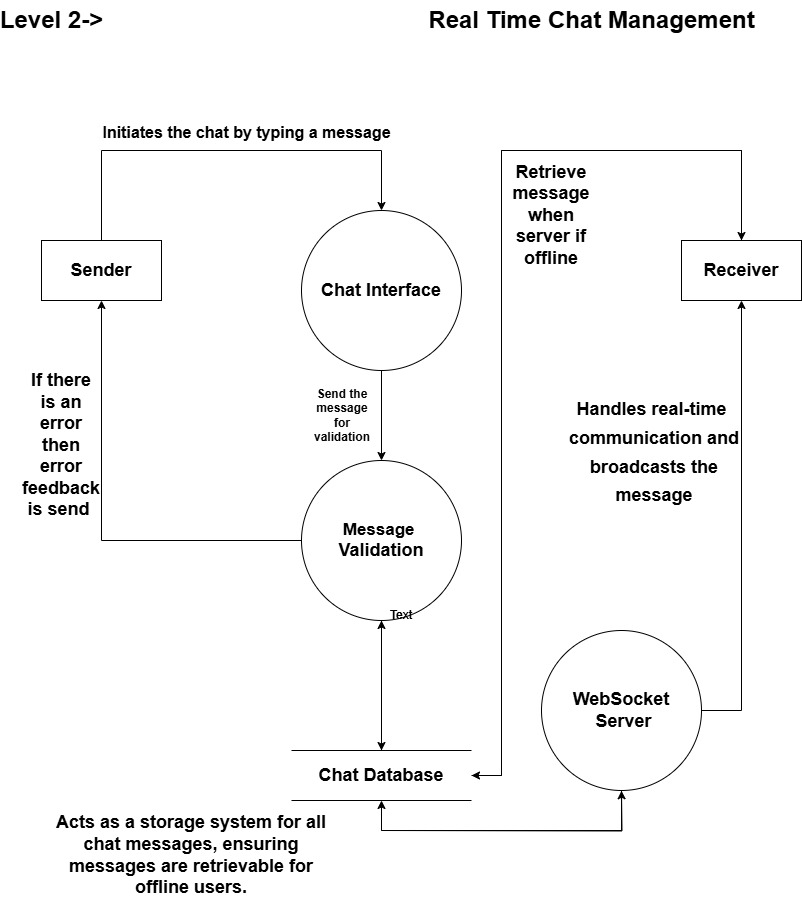 Level 2->
Real Time Chat Management
Initiates the chat by typing a message
Retrieve
message
when
server if
offline
Sender
Chat Interface
Receiver
If there
is an
error
then
error
feedback
is send
Send the
message
for
validation
Handles real-time
communication and
broadcasts the
message
Message
Validation
Text
WebSocket
Server
Chat Database
Acts as a storage system for all
chat messages, ensuring
messages are retrievable for
offline users.